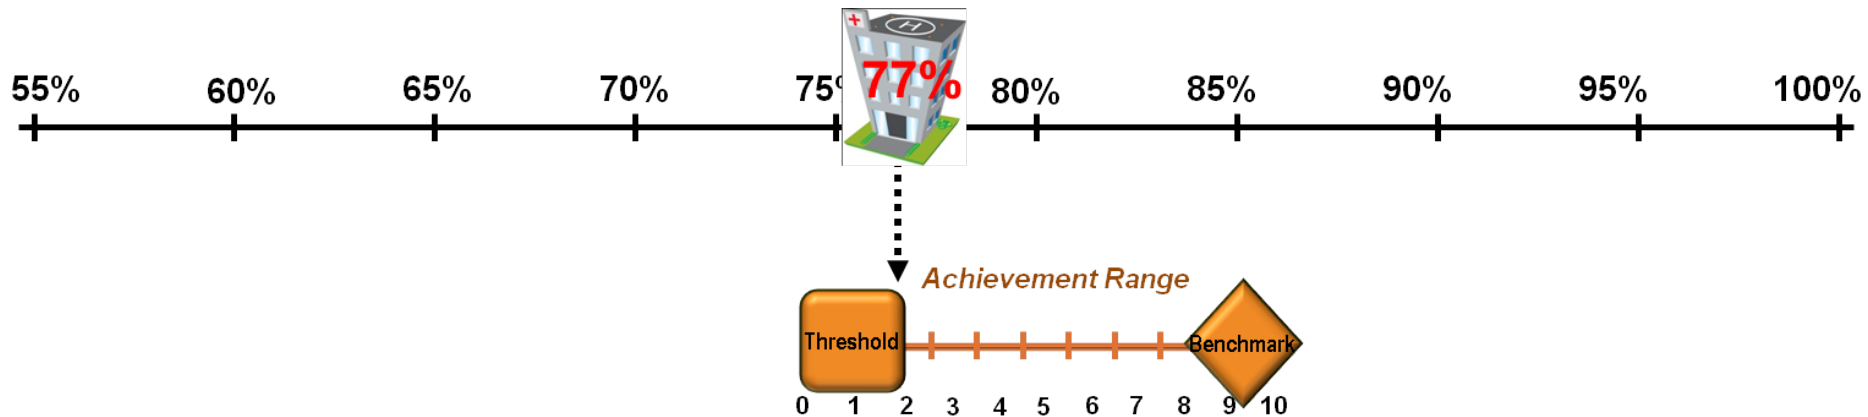 55% 60% 65% 70% 75% 77% 80% 85% 90% 95% 100%
H
Achievement Range
Threshold Benchmark
0 1 2 3 4 5 6 7 8 9 10